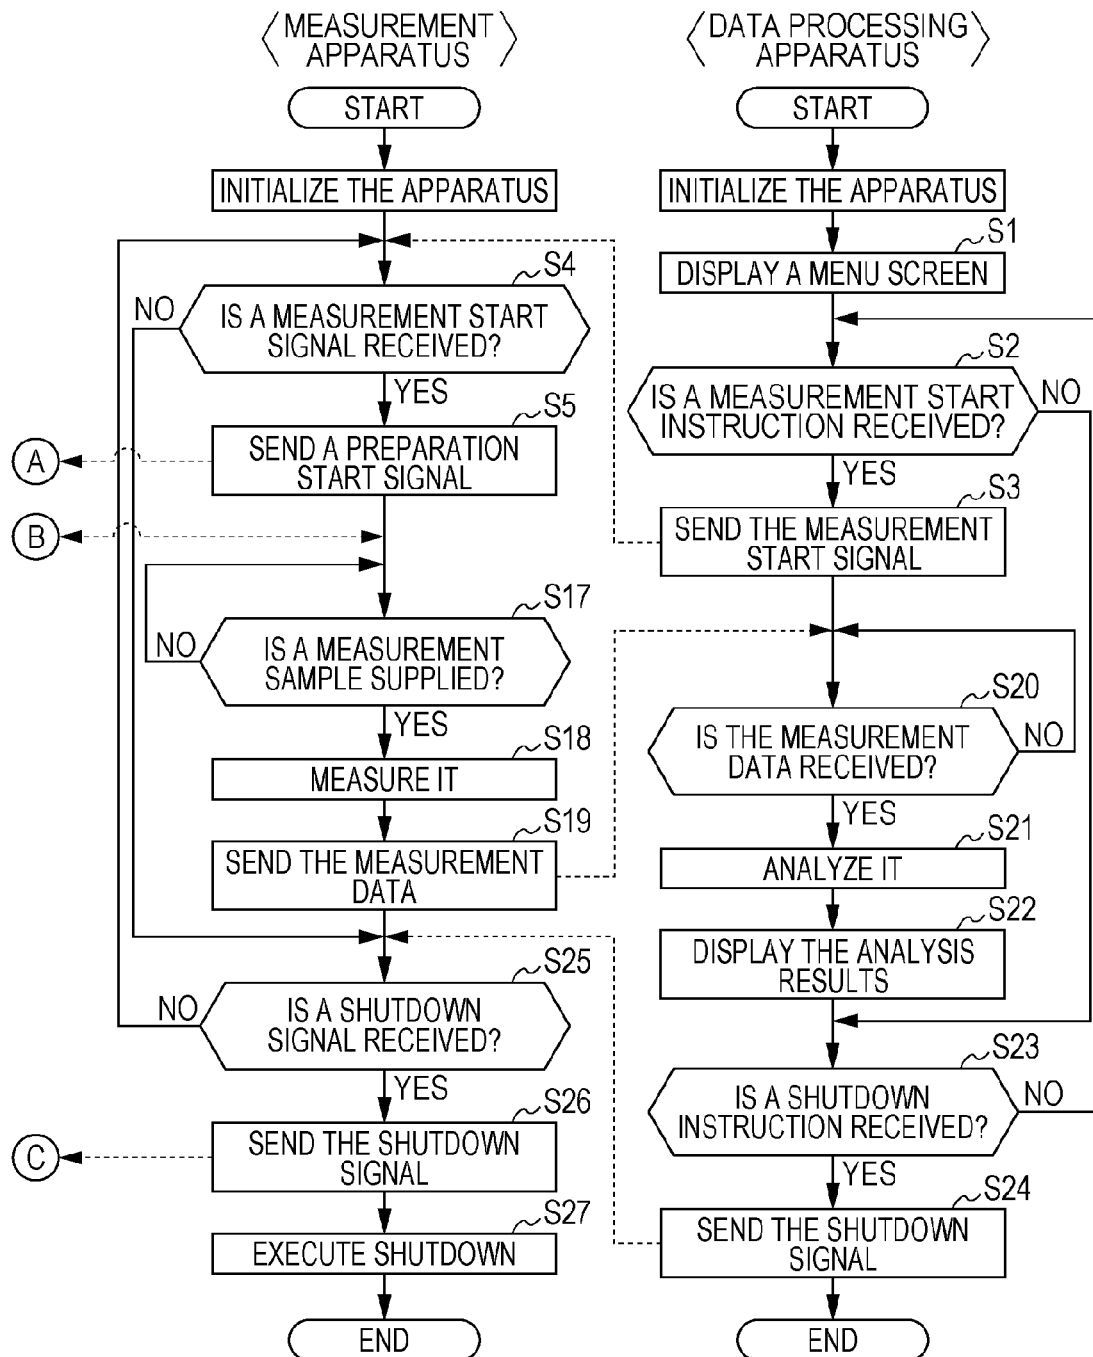 MEASUREMENT
APPARATUS
START
INITIALIZE THE APPARATUS
S4
IS A MEASUREMENT START
SIGNAL RECEIVED?
NO
YES
S5
SEND A PREPARATION
START SIGNAL
A
B
S17
IS A MEASUREMENT
SAMPLE SUPPLIED?
NO
YES
S18
MEASURE IT
S19
SEND THE MEASUREMENT
DATA
S25
IS A SHUTDOWN
SIGNAL RECEIVED?
NO
YES
S26
SEND THE SHUTDOWN
SIGNAL
C
S27
EXECUTE SHUTDOWN
END
DATA PROCESSING
APPARATUS
START
INITIALIZE THE APPARATUS
S1
DISPLAY A MENU SCREEN
S2
IS A MEASUREMENT START
INSTRUCTION RECEIVED?
NO
YES
S3
SEND THE MEASUREMENT
START SIGNAL
S20
IS THE MEASUREMENT
DATA RECEIVED?
NO
YES
S21
ANALYZE IT
S22
DISPLAY THE ANALYSIS
RESULTS
S23
IS A SHUTDOWN
INSTRUCTION RECEIVED?
NO
YES
S24
SEND THE SHUTDOWN
SIGNAL
END